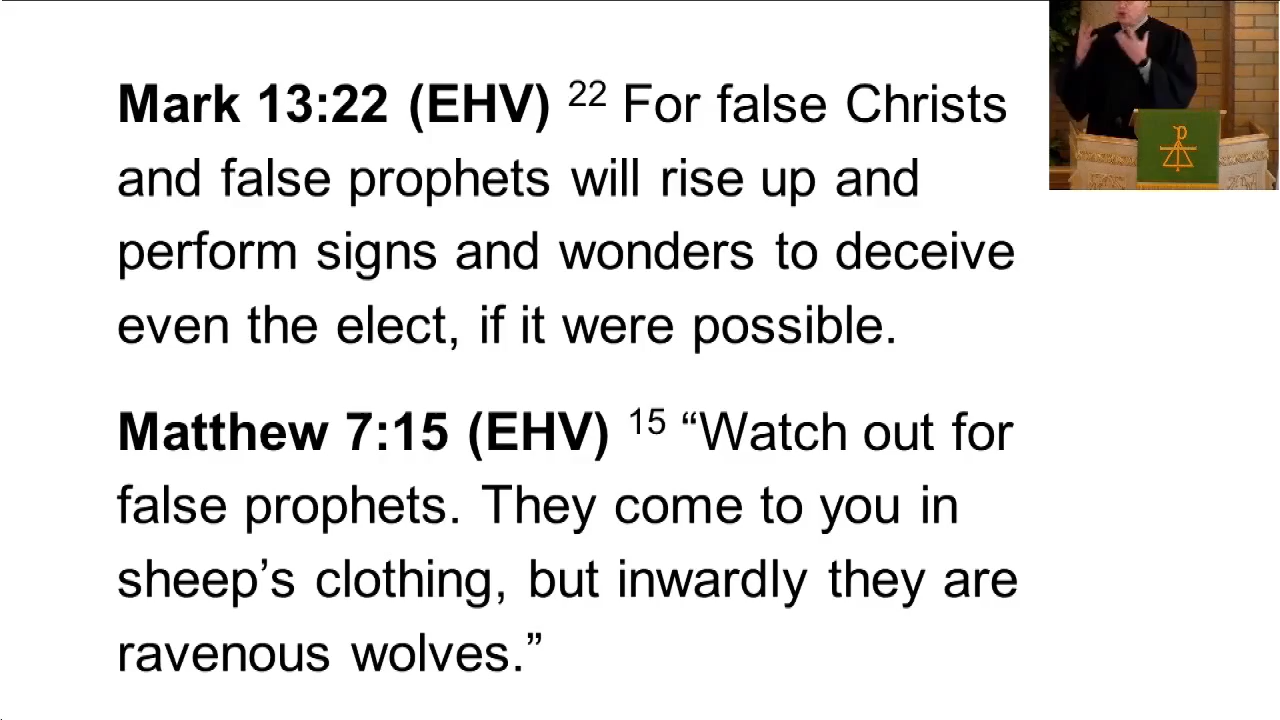 Mark 13:22 (EHV) 22 For false Christs
and false prophets will rise up and
perform signs and wonders to deceive
even the elect, if it were possible.
Matthew 7:15 (EHV) 15 “Watch out for
false prophets. They come to you in
sheep’s clothing, but inwardly they are
ravenous wolves.”